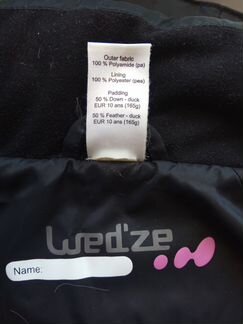 Outer fabric
100 % Polyamide (pa)
Lining
100 % Polyester (pes)
Padding
50 % Down - duck
EUR 10 ans (165g)
50 % Feather - duck
EUR 10 ans (165g)
wed'ze
Name: